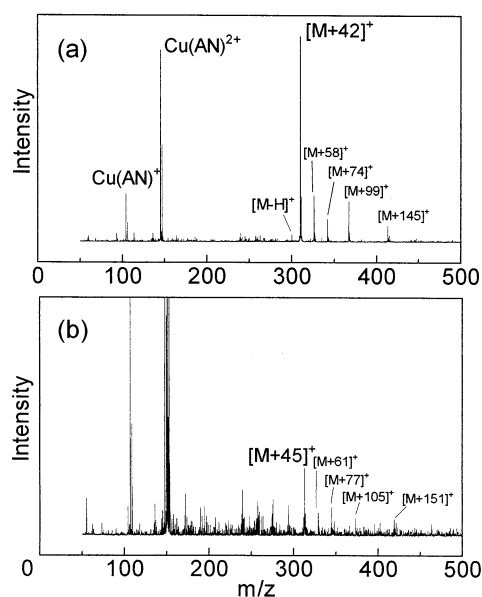 (a)
Cu(AN)2+
[M+42]+
Cu(AN)+
[M-H]+
[M+58]+
[M+74]+
[M+99]+
[M+145]+
Intensity
0 100 200 300 400 500
(b)
[M+45]+
[M+61]+
[M+77]+
[M+105]+
[M+151]+
Intensity
0 100 200 300 400 500
m/z